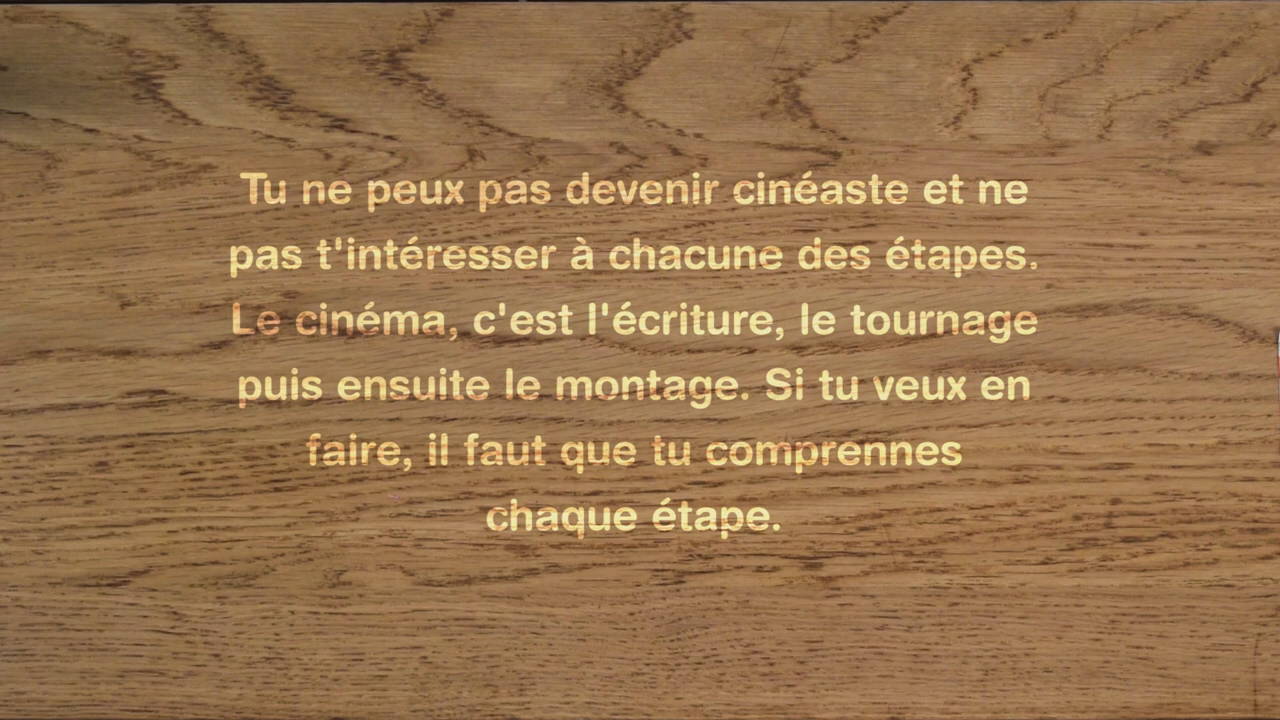 Tu ne peux pas devenir cinéaste et ne
pas t'intéresser à chacune des étapes.
Le cinéma, c'est l'écriture, le tournage
puis ensuite le montage. Si tu veux en
faire, il faut que tu comprennes
chaque étape.